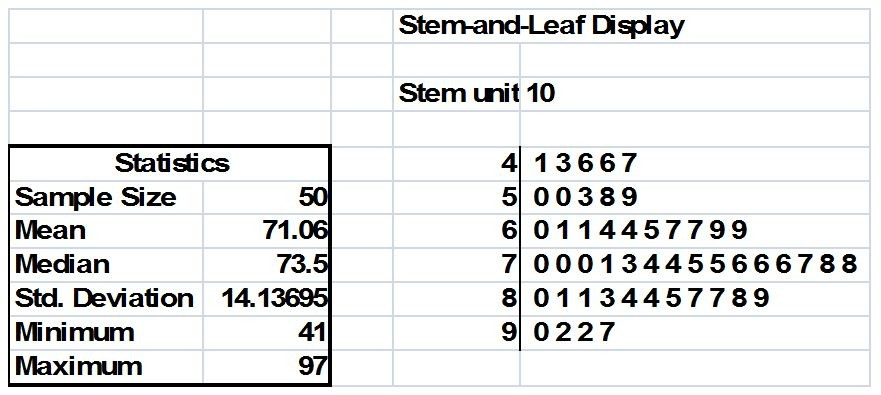 Stem-and-Leaf Display
Stem unit 10
Statistics
Sample Size 50
Mean 71.06
Median 73.5
Std. Deviation 14.13695
Minimum 41
Maximum 97
4 1 3 6 6 7
5 0 0 3 8 9
6 0 1 1 4 4 5 7 7 9 9
7 0 0 0 1 3 4 4 5 5 6 6 6 7 8 8
8 0 1 1 3 4 4 5 7 7 8 9
9 0 2 2 7